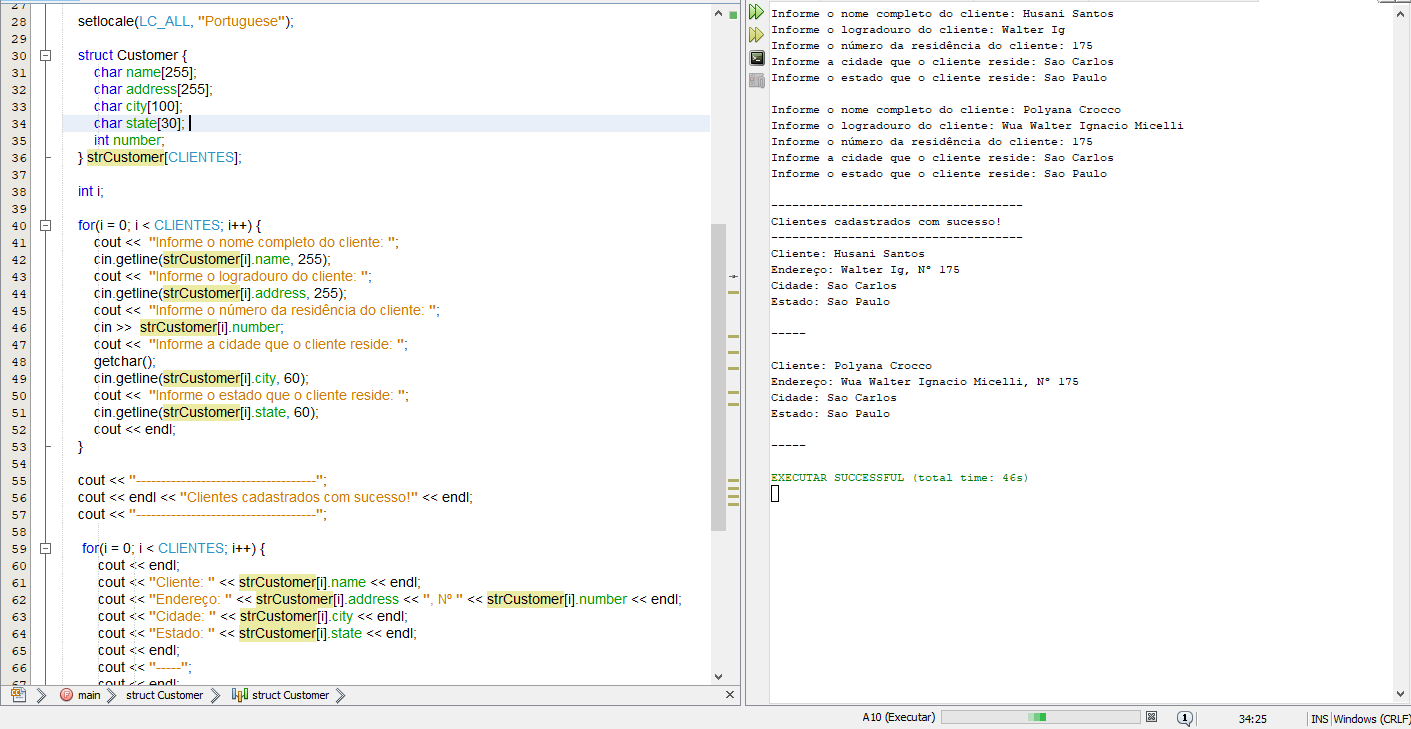 27
28 setlocale(LC_ALL, "Portuguese");
29
30 struct Customer {
31 char name[255];
32 char address[255];
33 char city[100];
34 char state[30];
35 int number;
36 } strCustomer[CLIENTES];
37
38 int i;
39
40 for(i = 0; i < CLIENTES; i++) {
41 cout << "Informe o nome completo do cliente: ";
42 cin.getline(strCustomer[i].name, 255);
43 cout << "Informe o logradouro do cliente: ";
44 cin.getline(strCustomer[i].address, 255);
45 cout << "Informe o número da residência do cliente: ";
46 cin >> strCustomer[i].number;
47 cout << "Informe a cidade que o cliente reside: ";
48 getchar();
49 cin.getline(strCustomer[i].city, 60);
50 cout << "Informe o estado que o cliente reside: ";
51 cin.getline(strCustomer[i].state, 60);
52 cout << endl;
53 }
54
55 cout << "------------------------------------";
56 cout << endl << "Clientes cadastrados com sucesso!" << endl;
57 cout << "------------------------------------";
58
59 for(i = 0; i < CLIENTES; i++) {
60 cout << endl;
61 cout << "Cliente: " << strCustomer[i].name << endl;
62 cout << "Endereço: " << strCustomer[i].address << ", Nº " << strCustomer[i].number << endl;
63 cout << "Cidade: " << strCustomer[i].city << endl;
64 cout << "Estado: " << strCustomer[i].state << endl;
65 cout << endl;
66 cout << "-----";
67 cout << endl;
main struct Customer struct Customer
Informe o nome completo do cliente: Husani Santos
Informe o logradouro do cliente: Walter Ig
Informe o número da residência do cliente: 175
Informe a cidade que o cliente reside: Sao Carlos
Informe o estado que o cliente reside: Sao Paulo
Informe o nome completo do cliente: Polyana Crocco
Informe o logradouro do cliente: Wua Walter Ignacio Micelli
Informe o número da residência do cliente: 175
Informe a cidade que o cliente reside: Sao Carlos
Informe o estado que o cliente reside: Sao Paulo
------------------------------------
Clientes cadastrados com sucesso!
------------------------------------
Cliente: Husani Santos
Endereço: Walter Ig, Nº 175
Cidade: Sao Carlos
Estado: Sao Paulo
-----
Cliente: Polyana Crocco
Endereço: Wua Walter Ignacio Micelli, Nº 175
Cidade: Sao Carlos
Estado: Sao Paulo
-----
EXECUTAR SUCCESSFUL (total time: 46s)
A10 (Executar) 1 34:25 INS Windows (CRLF)